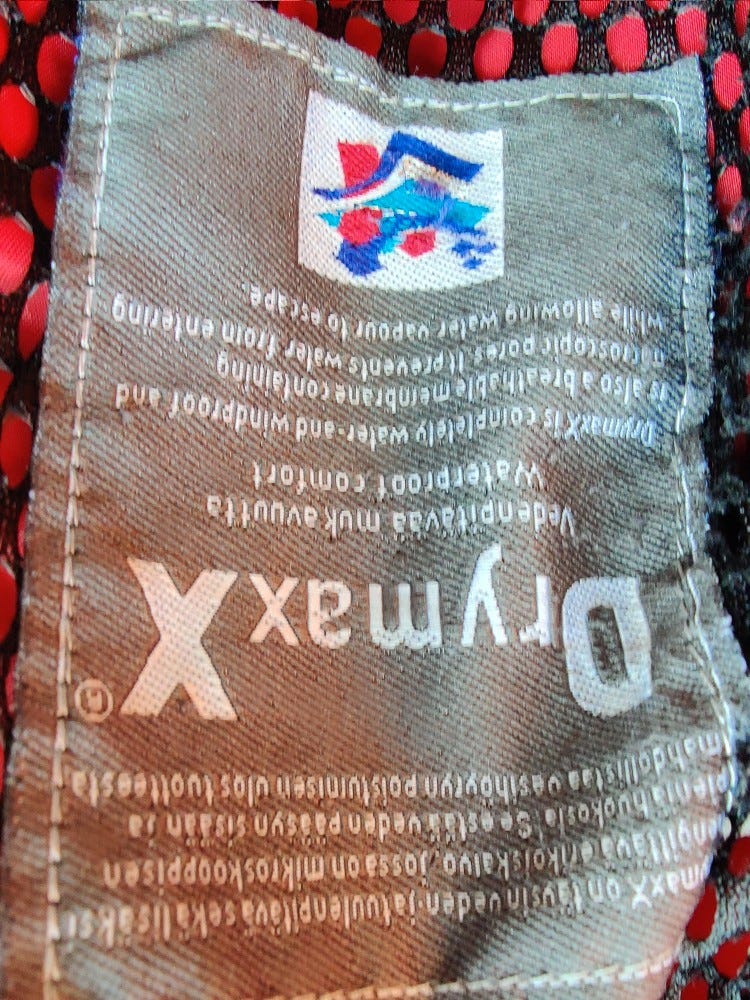 maxX on täysin veden- ja tuulenpitävä sekä lisäksi
ngittävä erikoiskalvo, jossa on mikroskooppisen
pieniä huokosia. Se estää veden pääsyn sisään ja
mahdollistaa vesihöyryn poistumisen ulos tuotteesta
DrymaxX®
Vedenpitävää mukavuutta
Waterproof comfort
DrymaxX is completely water- and windproof and
is also a breathable membrane containing
microscopic pores. It prevents water from entering
while allowing water vapour to escape.